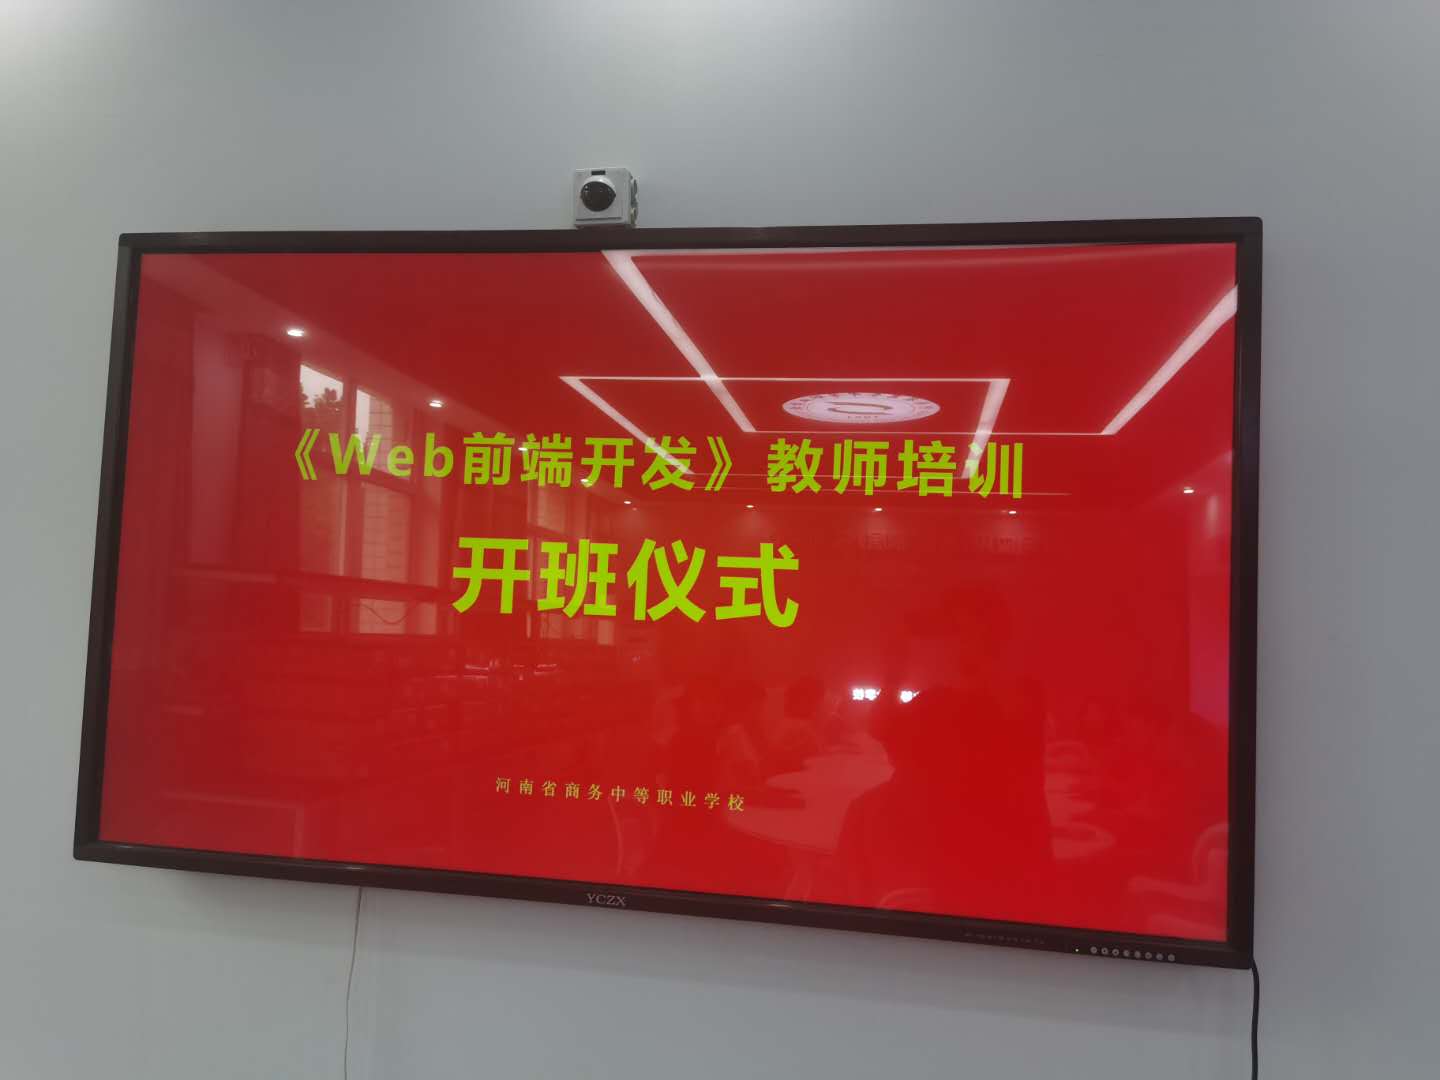 《Web前端开发》教师培训
开班仪式
河南省商务中等职业学校
YCZX